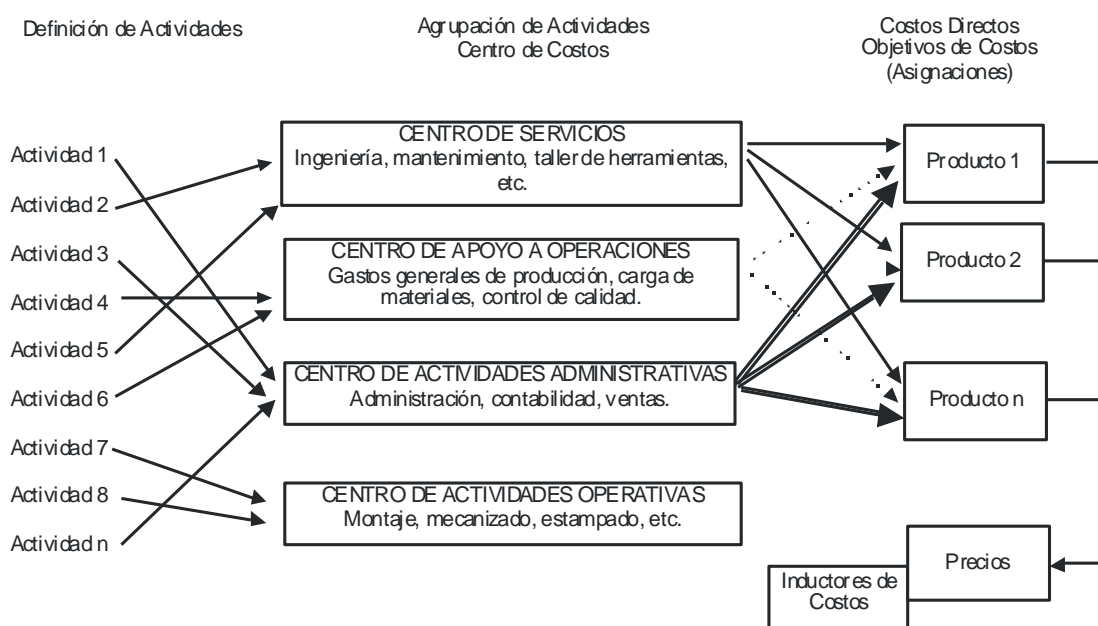 Definición de Actividades
Agrupación de Actividades
Centro de Costos
Costos Directos
Objetivos de Costos
(Asignaciones)
Actividad 1
Actividad 2
Actividad 3
Actividad 4
Actividad 5
Actividad 6
Actividad 7
Actividad 8
Actividad n
CENTRO DE SERVICIOS
Ingeniería, mantenimiento, taller de herramientas,
etc.
CENTRO DE APOYO A OPERACIONES
Gastos generales de producción, carga de
materiales, control de calidad.
CENTRO DE ACTIVIDADES ADMINISTRATIVAS
Administración, contabilidad, ventas.
CENTRO DE ACTIVIDADES OPERATIVAS
Montaje, mecanizado, estampado, etc.
Producto 1
Producto 2
Producto n
Precios
Inductores de
Costos